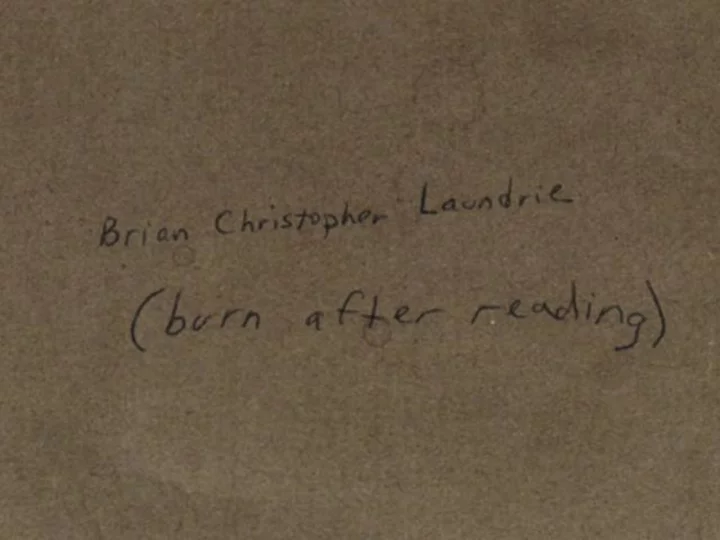 Brian Christopher Laundrie
(burn after reading)